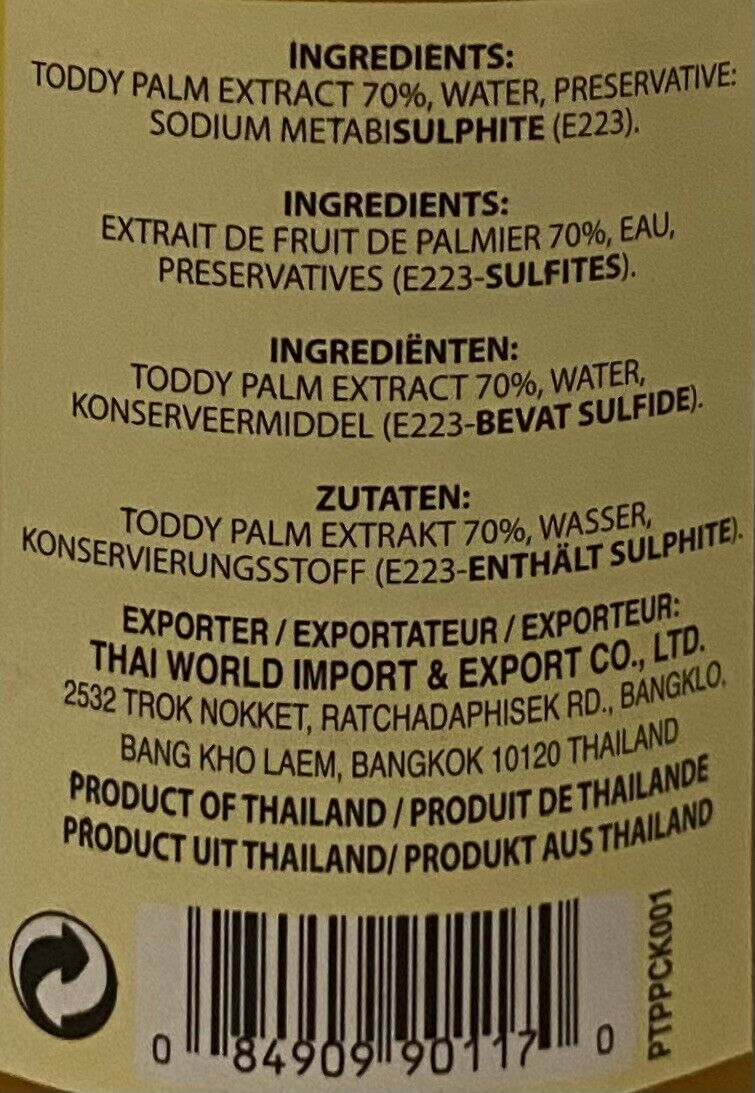 INGREDIENTS:
TODDY PALM EXTRACT 70%, WATER, PRESERVATIVE:
SODIUM METABISULPHITE (E223).
INGREDIENTS:
EXTRAIT DE FRUIT DE PALMIER 70%, EAU,
PRESERVATIVES (E223-SULFITES).
INGREDIËNTEN:
TODDY PALM EXTRACT 70%, WATER,
KONSERVEERMIDDEL (E223-BEVAT SULFIDE).
ZUTATEN:
TODDY PALM EXTRAKT 70%, WASSER,
KONSERVIERUNGSSTOFF (E223-ENTHÄLT SULPHITE).
EXPORTER / EXPORTATEUR / EXPORTEUR:
THAI WORLD IMPORT & EXPORT CO., LTD.
2532 TROK NOKKET, RATCHADAPHISEK RD., BANGKLO,
BANG KHO LAEM, BANGKOK 10120 THAILAND
PRODUCT OF THAILAND / PRODUIT DE THAILANDE
PRODUCT UIT THAILAND/ PRODUKT AUS THAILAND
0 84909 90117 0
PTPPCK001